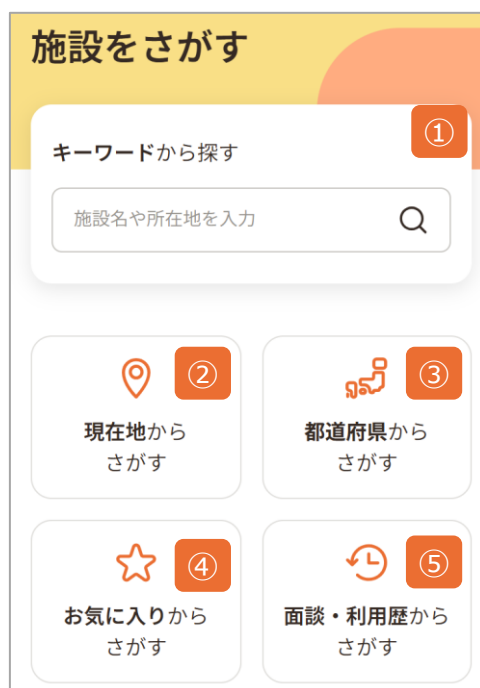 施設をさがす
①
キーワードから探す
施設名や所在地を入力
②
現在地から
さがす
③
都道府県から
さがす
④
お気に入りから
さがす
⑤
面談・利用歴から
さがす